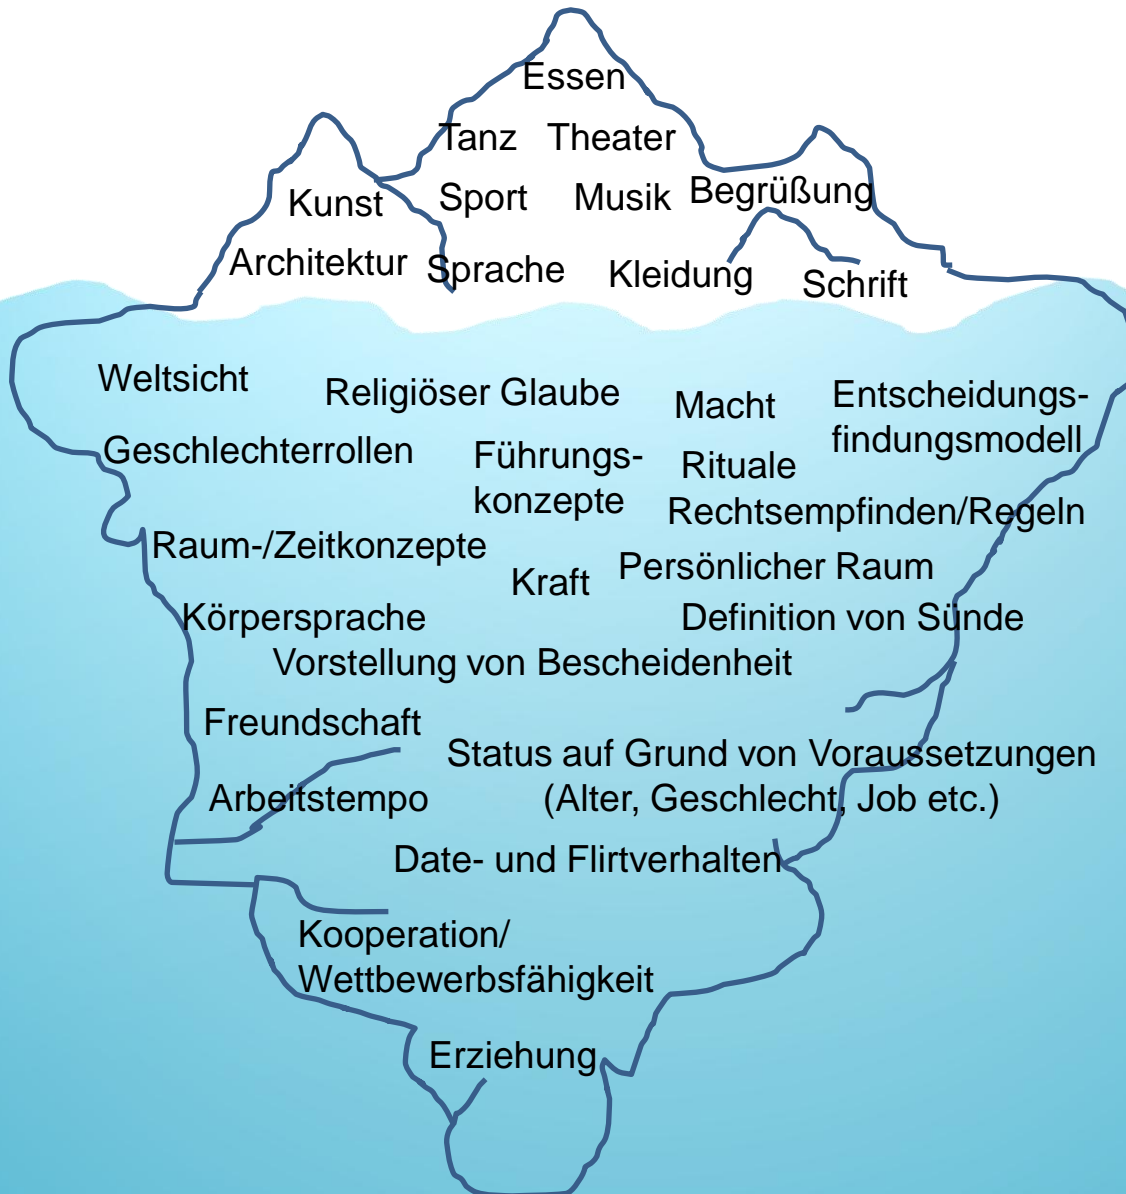 Essen
Tanz Theater
Kunst Sport Musik Begrüßung
Architektur Sprache Kleidung Schrift
Weltsicht Religiöser Glaube Macht Entscheidungs-
findungsmodell
Geschlechterrollen Führungs- Rituale
konzepte Rechtsempfinden/Regeln
Raum-/Zeitkonzepte Kraft Persönlicher Raum
Körpersprache Definition von Sünde
Vorstellung von Bescheidenheit
Freundschaft
Status auf Grund von Voraussetzungen
Arbeitstempo (Alter, Geschlecht, Job etc.)
Date- und Flirtverhalten
Kooperation/
Wettbewerbsfähigkeit
Erziehung